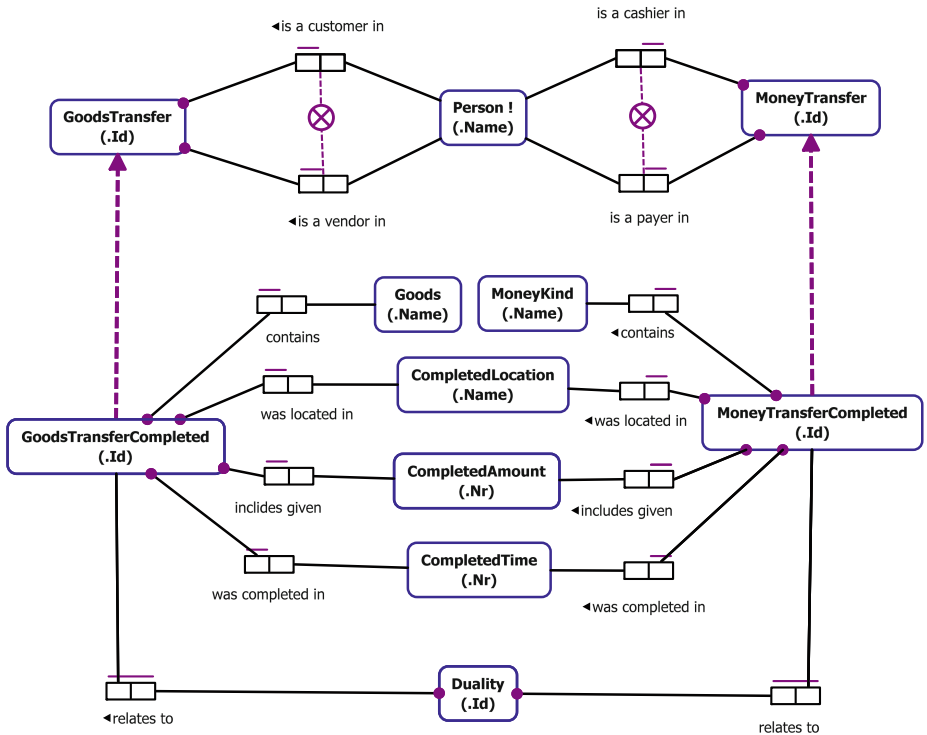 is a cashier in
◄is a customer in
GoodsTransfer
(.Id)
Person !
(.Name)
MoneyTransfer
(.Id)
◄is a vendor in
is a payer in
Goods
(.Name)
MoneyKind
(.Name)
contains
◄contains
CompletedLocation
(.Name)
was located in
◄was located in
GoodsTransferCompleted
(.Id)
MoneyTransferCompleted
(.Id)
CompletedAmount
(.Nr)
inclides given
◄includes given
CompletedTime
(.Nr)
was completed in
◄was completed in
Duality
(.Id)
◄relates to
relates to